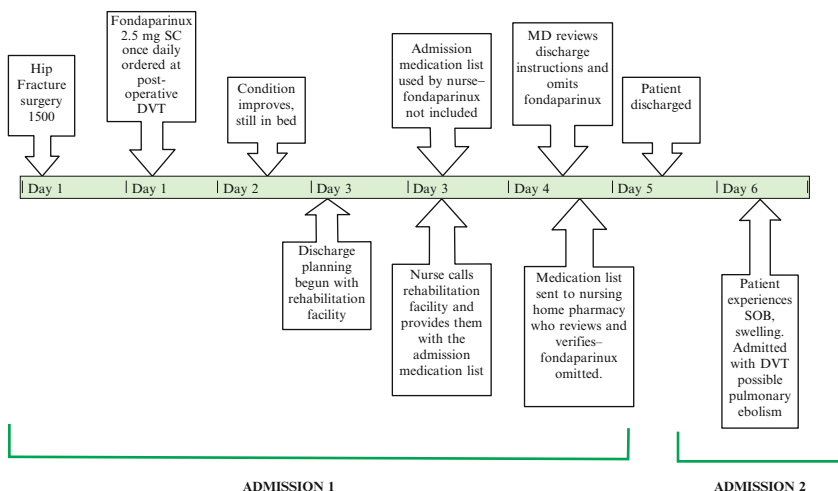 Hip
Fracture
surgery
1500
Fondaparinux
2.5 mg SC
once daily
ordered at
post-
operative
DVT
Condition
improves,
still in bed
Admission
medication list
used by nurse–
fondaparinux
not included
MD reviews
discharge
instructions and
omits
fondaparinux
Patient
discharged
Day 1
Day 1
Day 2
Day 3
Day 3
Day 4
Day 5
Day 6
Discharge
planning
begun with
rehabilitation
facility
Nurse calls
rehabilitation
facility and
provides them
with the
admission
medication list
Medication list
sent to nursing
home pharmacy
who reviews and
verifies–
fondaparinux
omitted.
Patient
experiences
SOB,
swelling.
Admitted
with DVT
possible
pulmonary
ebolism
ADMISSION 1
ADMISSION 2